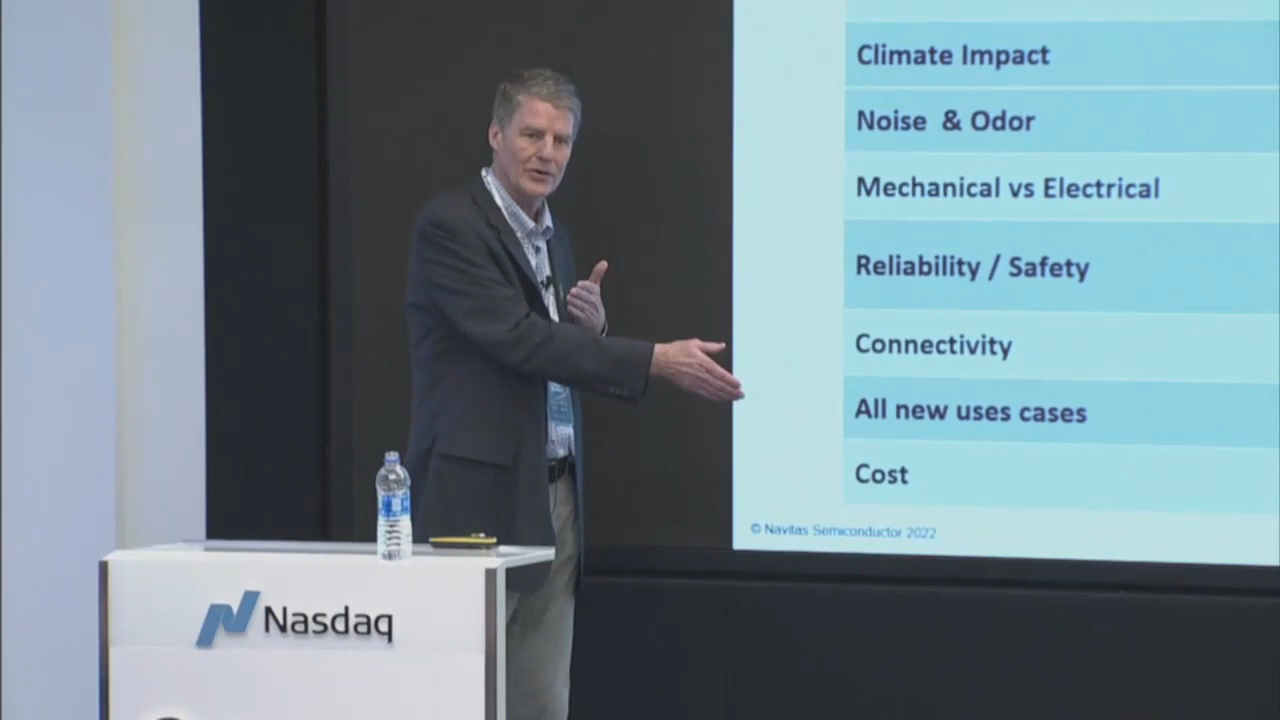 Climate Impact
Noise & Odor
Mechanical vs Electrical
Reliability / Safety
Connectivity
All new uses cases
Cost
© Navitas Semiconductor 2022
Nasdaq